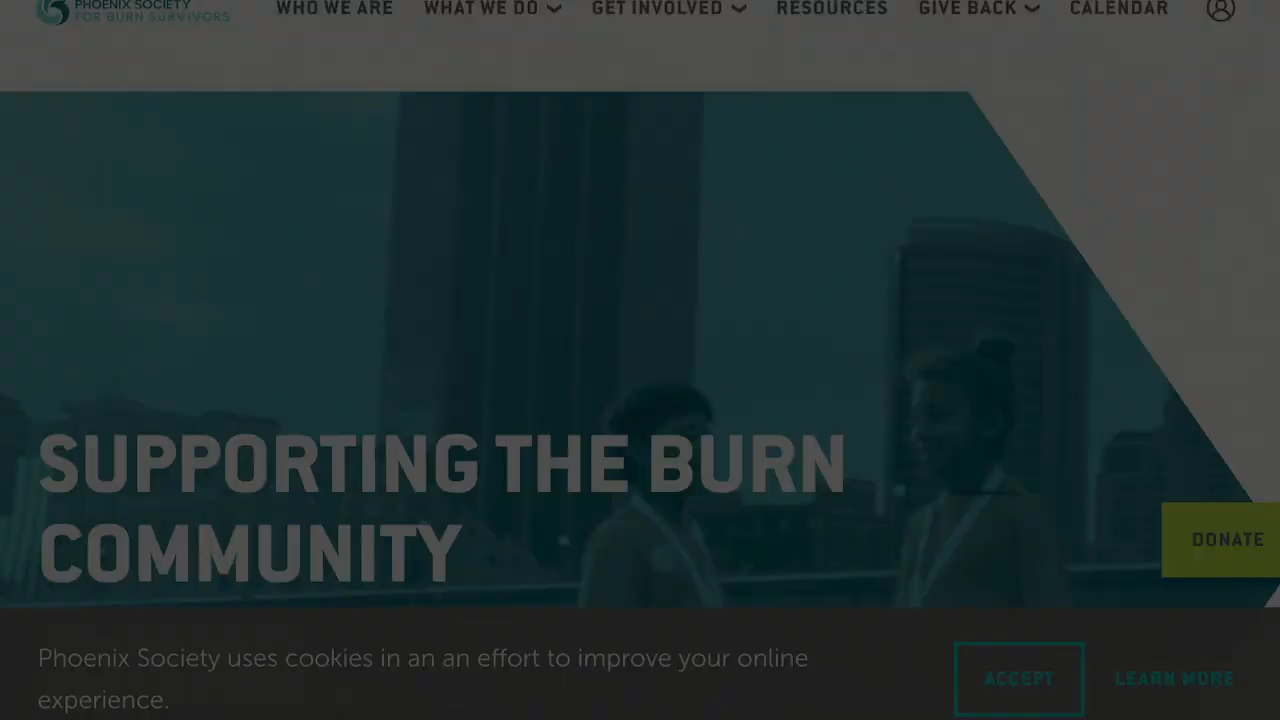 PHOENIX SOCIETY
FOR BURN SURVIVORS
WHO WE ARE WHAT WE DO GET INVOLVED RESOURCES GIVE BACK CALENDAR
SUPPORTING THE BURN
COMMUNITY
DONATE
Phoenix Society uses cookies in an an effort to improve your online
experience.
ACCEPT LEARN MORE